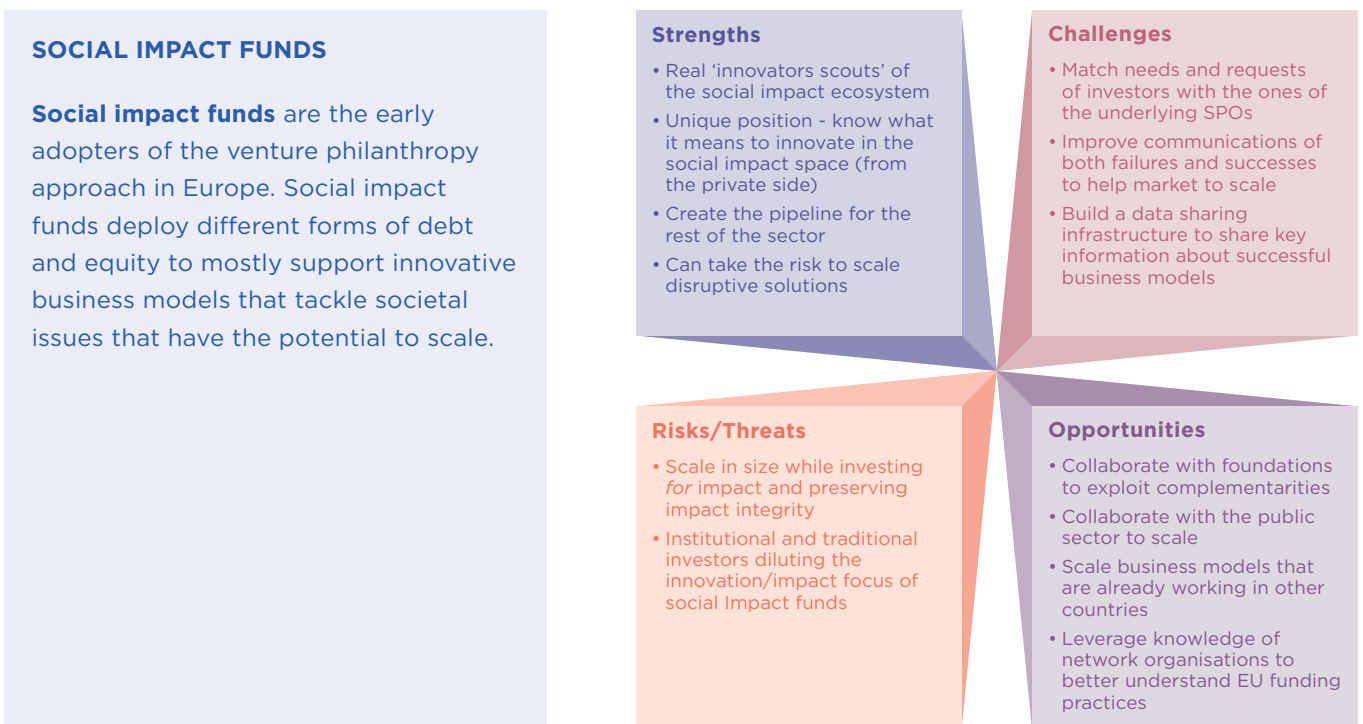 SOCIAL IMPACT FUNDS
Social impact funds are the early
adopters of the venture philanthropy
approach in Europe. Social impact
funds deploy different forms of debt
and equity to mostly support innovative
business models that tackle societal
issues that have the potential to scale.
Strengths
• Real ‘innovators scouts’ of
the social impact ecosystem
• Unique position - know what
it means to innovate in the
social impact space (from
the private side)
• Create the pipeline for the
rest of the sector
• Can take the risk to scale
disruptive solutions
Challenges
• Match needs and requests
of investors with the ones of
the underlying SPOs
• Improve communications of
both failures and successes
to help market to scale
• Build a data sharing
infrastructure to share key
information about successful
business models
Risks/Threats
• Scale in size while investing
for impact and preserving
impact integrity
• Institutional and traditional
investors diluting the
innovation/impact focus of
social Impact funds
Opportunities
• Collaborate with foundations
to exploit complementarities
• Collaborate with the public
sector to scale
• Scale business models that
are already working in other
countries
• Leverage knowledge of
network organisations to
better understand EU funding
practices